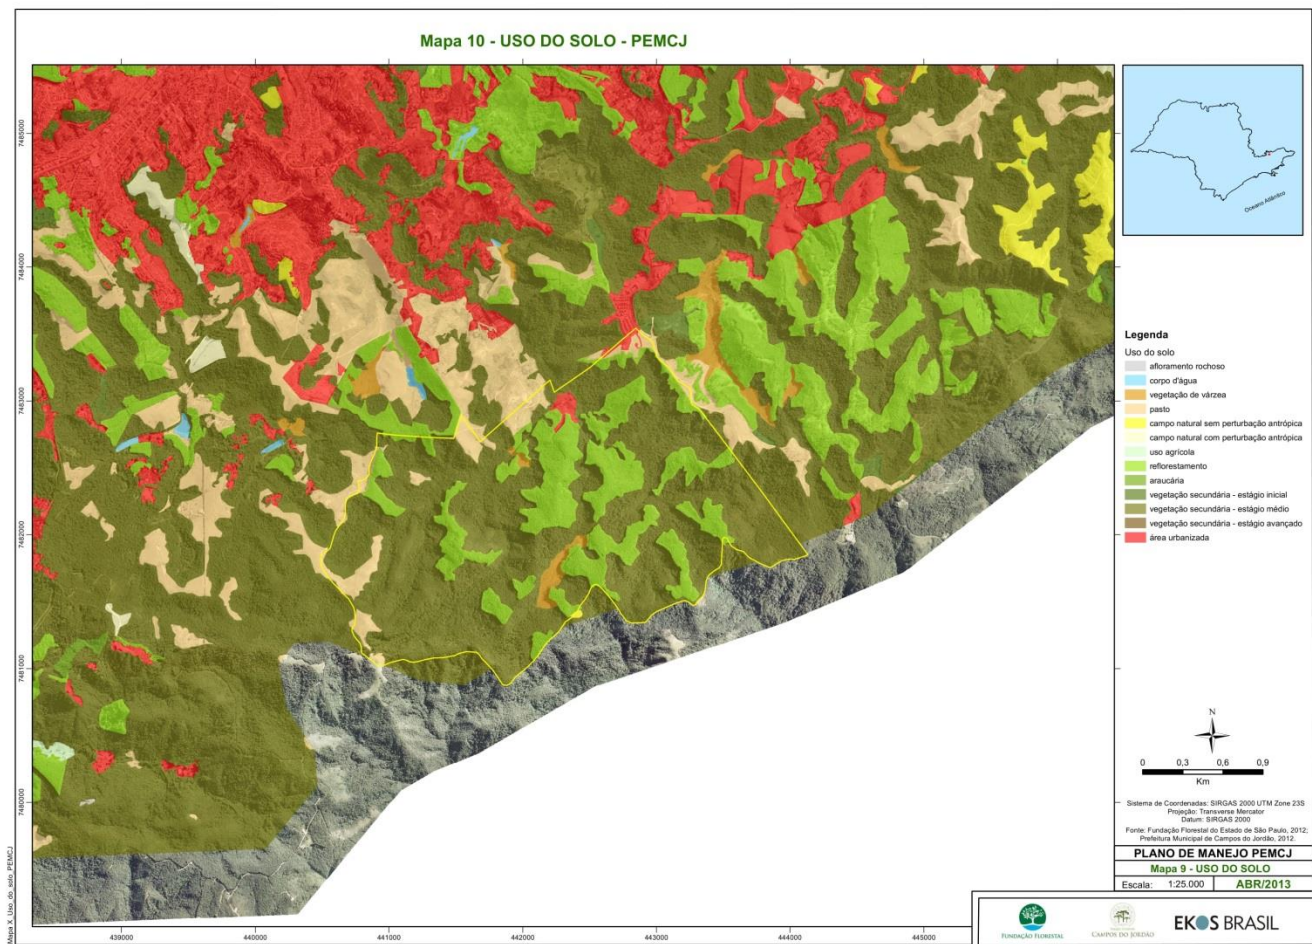 Mapa 10 - USO DO SOLO - PEMCJ
7485000
7484000
7483000
7482000
7481000
7480000
439000
440000
441000
442000
443000
444000
445000
Mapa X_Uso_do_solo_PEMCJ
Oceano Atlântico
Legenda
Uso do solo
afloramento rochoso
corpo d'água
vegetação de várzea
pasto
campo natural sem perturbação antrópica
campo natural com perturbação antrópica
uso agrícola
reflorestamento
araucária
vegetação secundária - estágio inicial
vegetação secundária - estágio médio
vegetação secundária - estágio avançado
área urbanizada
N
0 0,3 0,6 0,9
Km
Sistema de Coordenadas: SIRGAS 2000 UTM Zone 23S
Projeção: Transverse Mercator
Datum: SIRGAS 2000
Fonte: Fundação Florestal do Estado de São Paulo, 2012;
Prefeitura Municipal de Campos do Jordão, 2012.
PLANO DE MANEJO PEMCJ
Mapa 9 - USO DO SOLO
Escala: 1:25.000 ABR/2013
FUNDAÇÃO FLORESTAL
CAMPOS DO JORDÃO
EKOS BRASIL